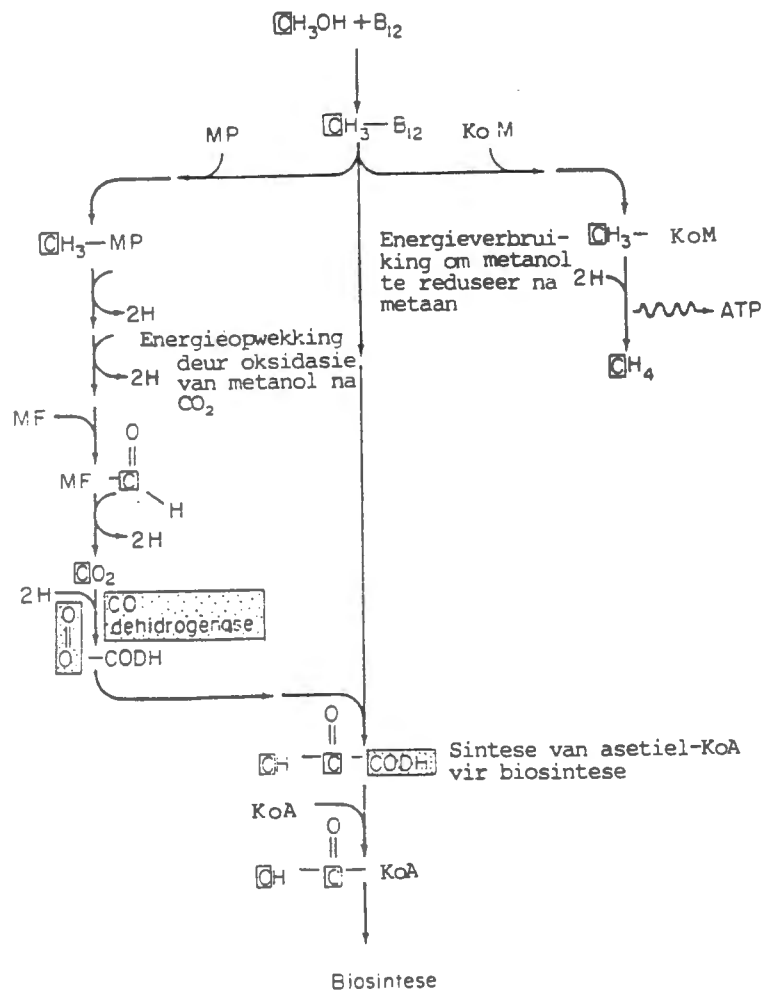 CH₃OH + B₁₂
CH₃— B₁₂
MP
KoM
CH₃—MP
Energieverbrui-
king om metanol
te reduseer na
metaan
CH₃— KoM
2H
ATP
CH₄
2H
Energieopwekking
deur oksidasie
van metanol na
CO₂
2H
MF
O
MF —C
H
2H
CO₂
2H
CO
dehidrogenase
O
O —CODH
O
CH — C — CODH
Sintese van asetiel-KoA
vir biosintese
KoA
O
CH — C — KoA
Biosintese